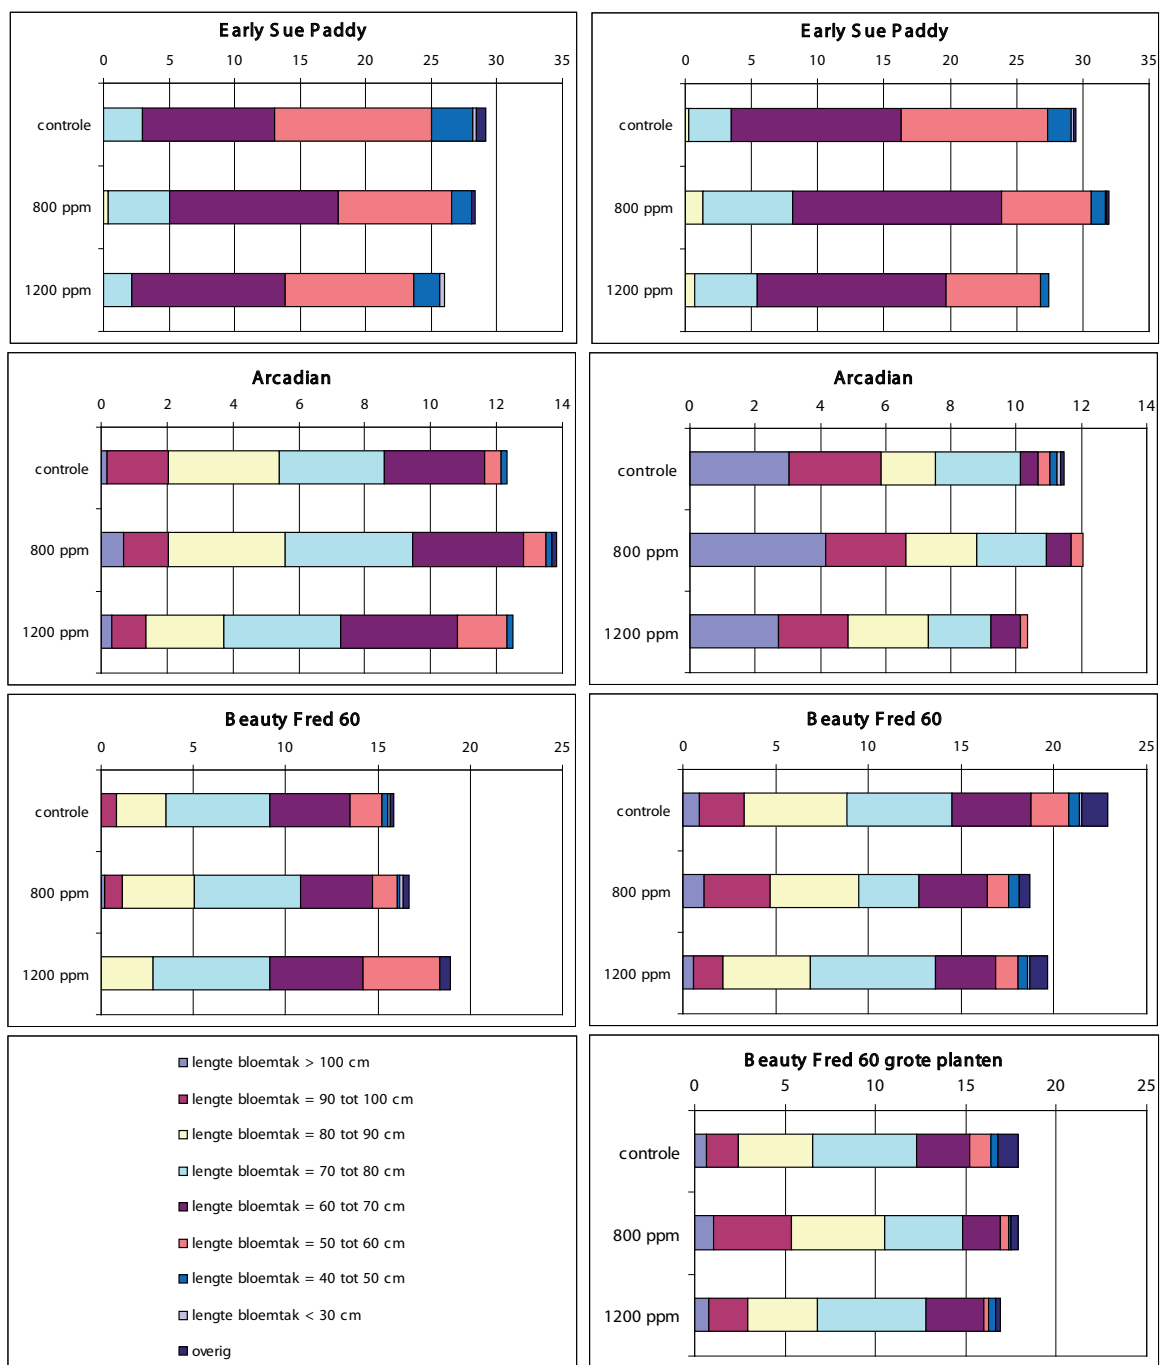 Early Sue Paddy
0 5 10 15 20 25 30 35
controle
800 ppm
1200 ppm
Early Sue Paddy
0 5 10 15 20 25 30 35
controle
800 ppm
1200 ppm
Arcadian
0 2 4 6 8 10 12 14
controle
800 ppm
1200 ppm
Arcadian
0 2 4 6 8 10 12 14
controle
800 ppm
1200 ppm
Beauty Fred 60
0 5 10 15 20 25
controle
800 ppm
1200 ppm
Beauty Fred 60
0 5 10 15 20 25
controle
800 ppm
1200 ppm
lengte bloemtak > 100 cm
lengte bloemtak = 90 tot 100 cm
lengte bloemtak = 80 tot 90 cm
lengte bloemtak = 70 tot 80 cm
lengte bloemtak = 60 tot 70 cm
lengte bloemtak = 50 tot 60 cm
lengte bloemtak = 40 tot 50 cm
lengte bloemtak < 30 cm
overig
Beauty Fred 60 grote planten
0 5 10 15 20 25
controle
800 ppm
1200 ppm